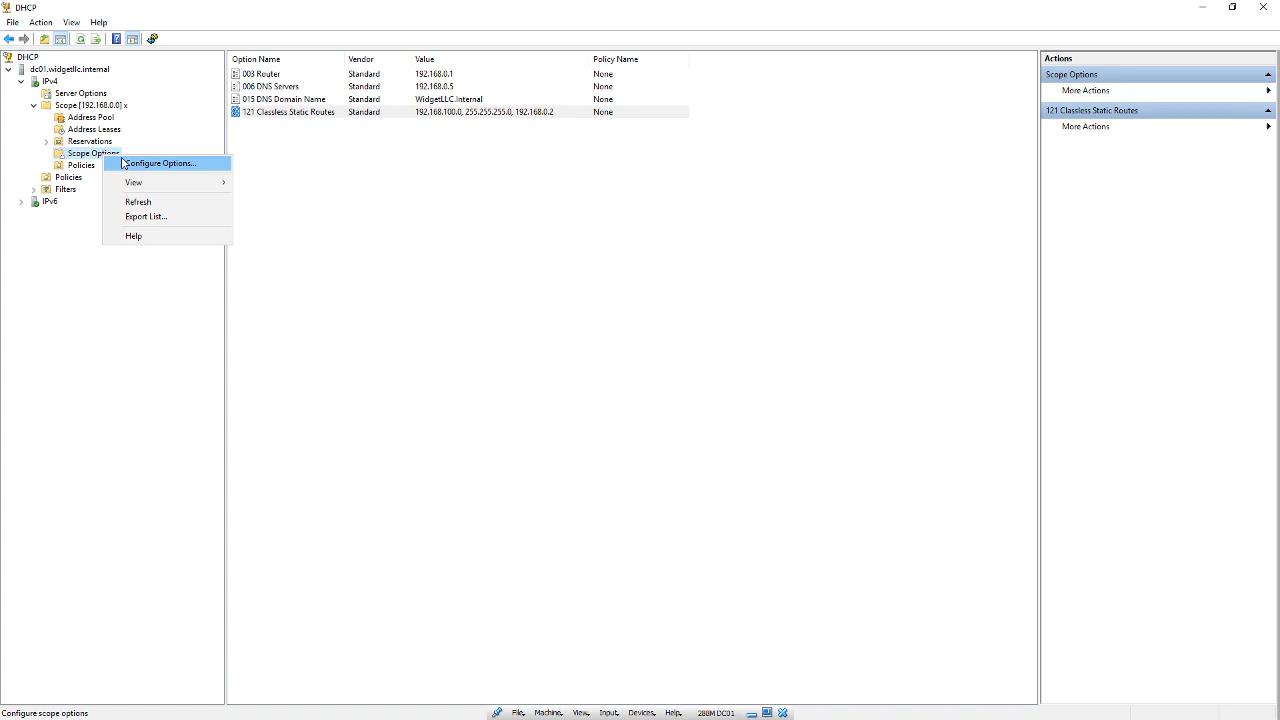 DHCP
File Action View Help
DHCP
dc01.widgetllc.internal
IPv4
Server Options
Scope [192.168.0.0] x
Address Pool
Address Leases
Reservations
Scope Options
Policies
Policies
Filters
IPv6
Configure Options...
View
Refresh
Export List...
Help
Option Name Vendor Value Policy Name
003 Router Standard 192.168.0.1 None
006 DNS Servers Standard 192.168.0.5 None
015 DNS Domain Name Standard WidgetLLC.Internal None
121 Classless Static Routes Standard 192.168.100.0, 255.255.255.0, 192.168.0.2 None
Actions
Scope Options
More Actions
121 Classless Static Routes
More Actions
Configure scope options
File Machine View Input Devices Help 288M DC01